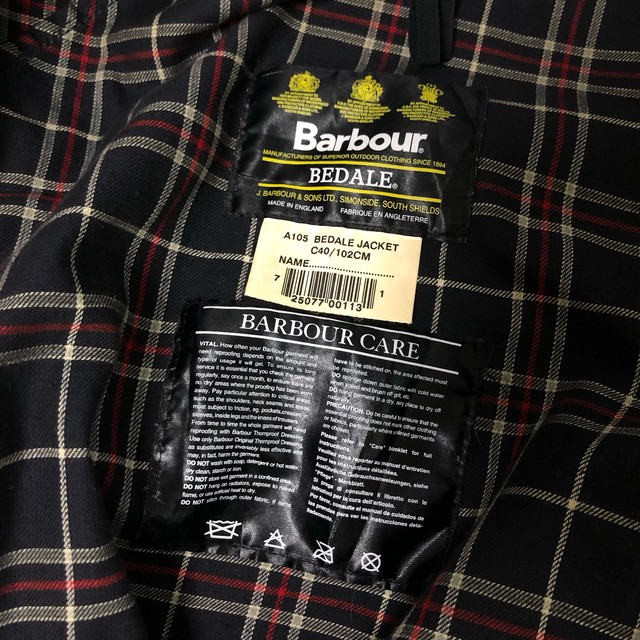 Barbour®
MANUFACTURERS OF SUPERIOR OUTDOOR CLOTHING SINCE 1894
BEDALE®
J. BARBOUR & SONS LTD. SIMONSIDE, SOUTH SHIELDS
MADE IN ENGLAND FABRIQUE EN ANGLETERRE
A105 BEDALE JACKET
C40/102CM
NAME............................
7 25077 00113 1
BARBOUR CARE
VITAL. How often your Barbour garment will
need reproofing depends on the amount and
type of usage it will get. To ensure its long
service it is essential that you check the garment
regularly, say once a month, to ensure there are
no 'dry' areas where the proofing has been worn
away. Pay particular attention to critical areas
such as the shoulders, neck seams and areas
most subject to friction, eg. pockets, creases in
sleeves, inside legs and the knees of trousers.
From time to time the whole garment will need
reproofing with Barbour Thornproof Dressing.
Use only Barbour Original Thornproof Dressing
as substitutes are inevitably less effective and
may, in fact, harm the garment.
DO NOT wash with soap, detergent or hot water,
dry clean, starch or iron.
DO NOT store wet garment in a confined
DO NOT hang on radiators, expose to naked
flame, or use artificial heat to dry.
DO NOT stitch through outer fabric, if
have to be stitched on, the area affected must
be reproofed.
DO sponge down outer fabric with cold water
when soiled and brush off grit, etc.
DO hang garment in a dry, airy place to dry off
naturally.
PRECAUTION. Do be careful to ensure that the
essential proofing does not mark other clothing
or fabrics, particularly where unlined garments
Please refer to "Care" booklet for full
instructions.
Veuillez vous reporter au manuel d'entretien
pour instructions détaillées.
Ausführliche Gebrauchsanweisungen, siehe
Merkblatt.
Si prega di consultare il libretto con le
istruzioni per la cura dell'articolo.
Por favor, consulte el manual de cuidados de
las prendas para ver las instrucciones deta-